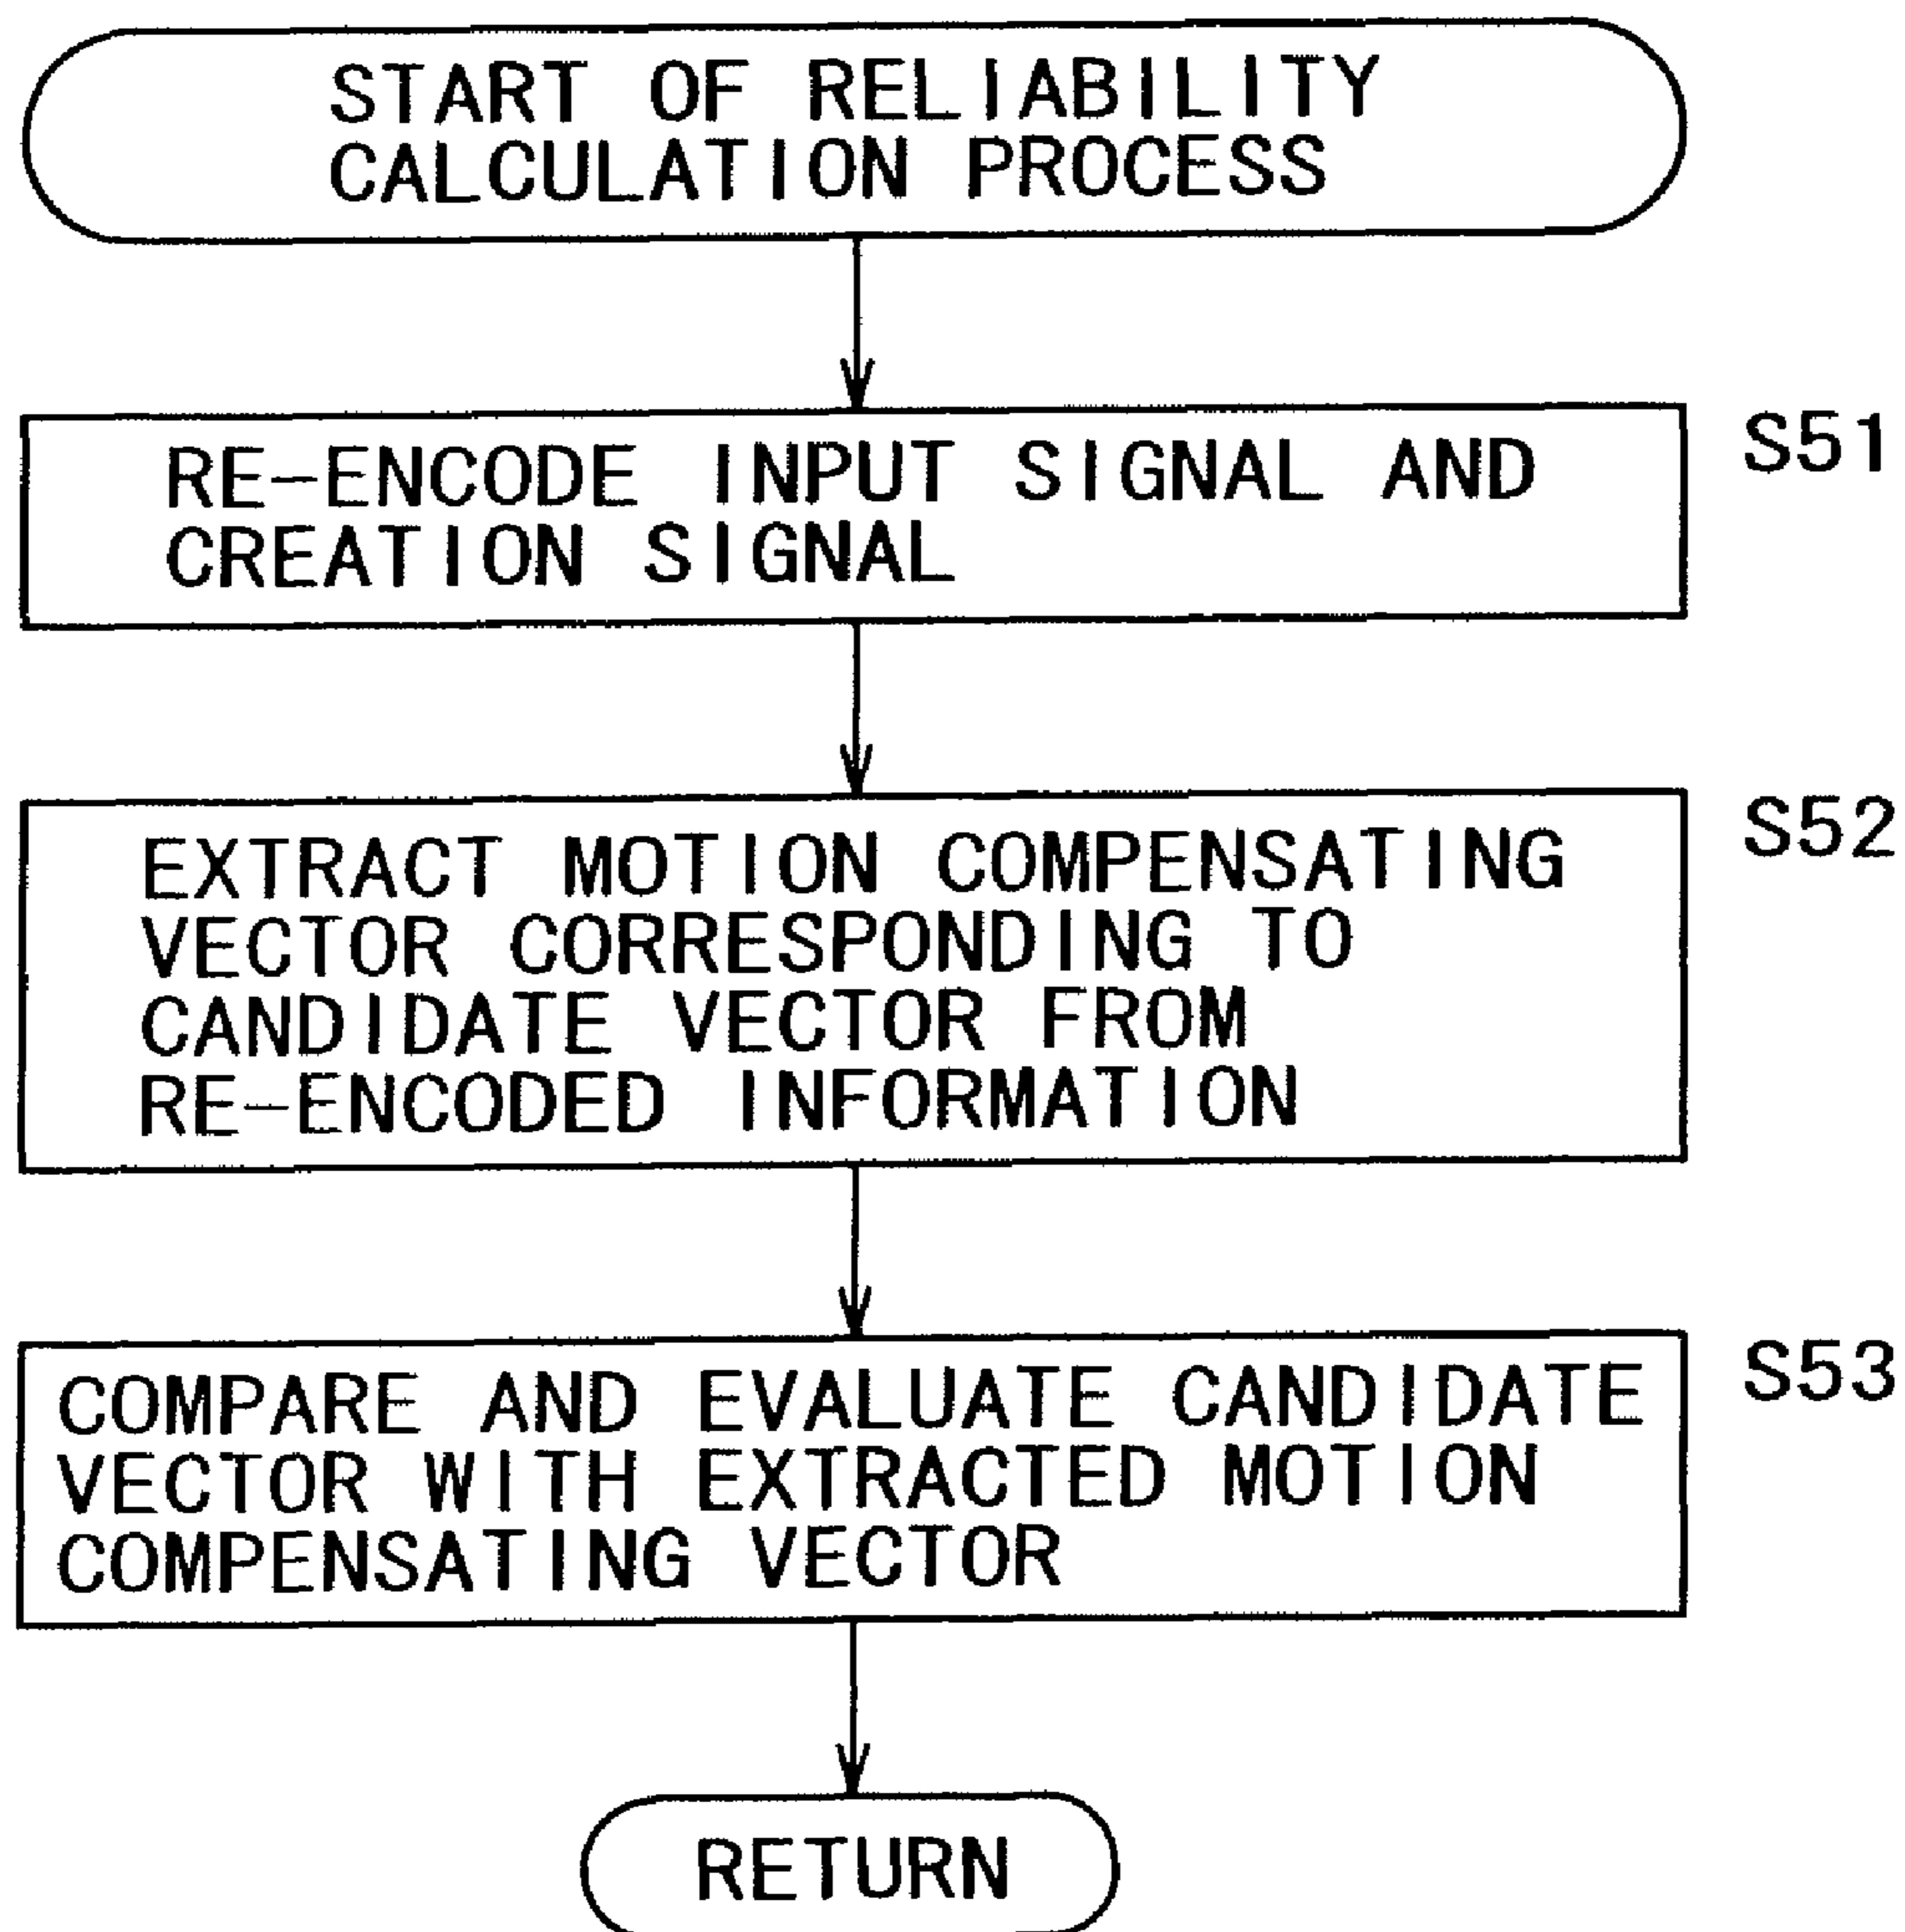 START OF RELIABILITY
CALCULATION PROCESS
RE-ENCODE INPUT SIGNAL AND
CREATION SIGNAL
S51
EXTRACT MOTION COMPENSATING
VECTOR CORRESPONDING TO
CANDIDATE VECTOR FROM
RE-ENCODED INFORMATION
S52
COMPARE AND EVALUATE CANDIDATE
VECTOR WITH EXTRACTED MOTION
COMPENSATING VECTOR
S53
RETURN